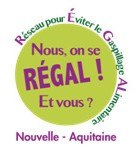 Réseau pour Éviter le Gaspillage ALimentaire
Nous, on se
RÉGAL !
Et vous ?
Nouvelle - Aquitaine